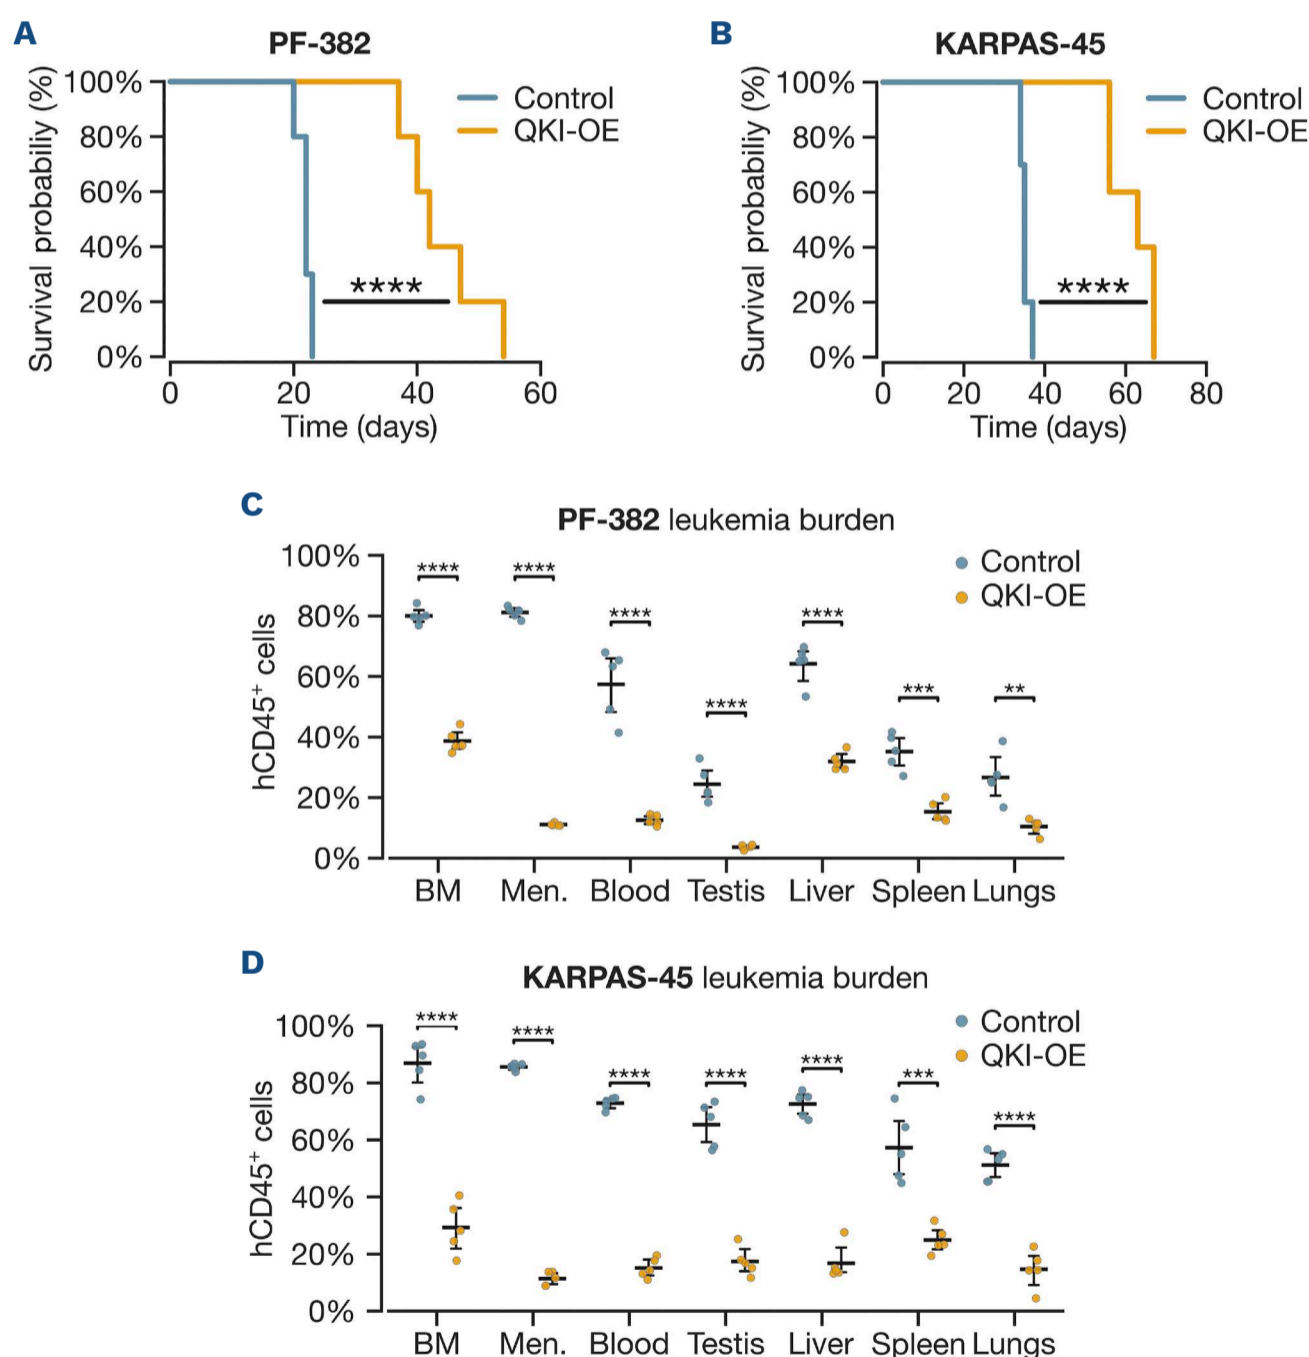 A
PF-382
Survival probabiliy (%)
100%
80%
60%
40%
20%
0%
Control
QKI-OE
****
0 20 40 60
Time (days)
B
KARPAS-45
Survival probabiliy (%)
100%
80%
60%
40%
20%
0%
Control
QKI-OE
****
0 20 40 60 80
Time (days)
C
PF-382 leukemia burden
hCD45+ cells
100%
80%
60%
40%
20%
0%
Control
QKI-OE
**** **** **** **** **** *** **
BM Men. Blood Testis Liver Spleen Lungs
D
KARPAS-45 leukemia burden
hCD45+ cells
100%
80%
60%
40%
20%
0%
Control
QKI-OE
**** **** **** **** **** *** ****
BM Men. Blood Testis Liver Spleen Lungs